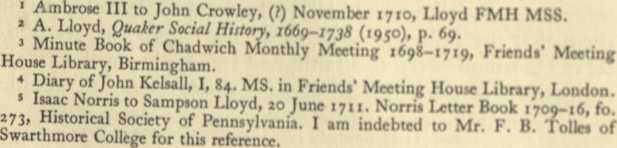 ¹ Ambrose III to John Crowley, (?) November 1710, Lloyd FMH MSS.
² A. Lloyd, Quaker Social History, 1669–1738 (1950), p. 69.
³ Minute Book of Chadwich Monthly Meeting 1698–1719, Friends' Meeting
House Library, Birmingham.
⁴ Diary of John Kelsall, I, 84. MS. in Friends' Meeting House Library, London.
⁵ Isaac Norris to Sampson Lloyd, 20 June 1711. Norris Letter Book 1709–16, fo.
273, Historical Society of Pennsylvania. I am indebted to Mr. F. B. Tolles of
Swarthmore College for this reference.